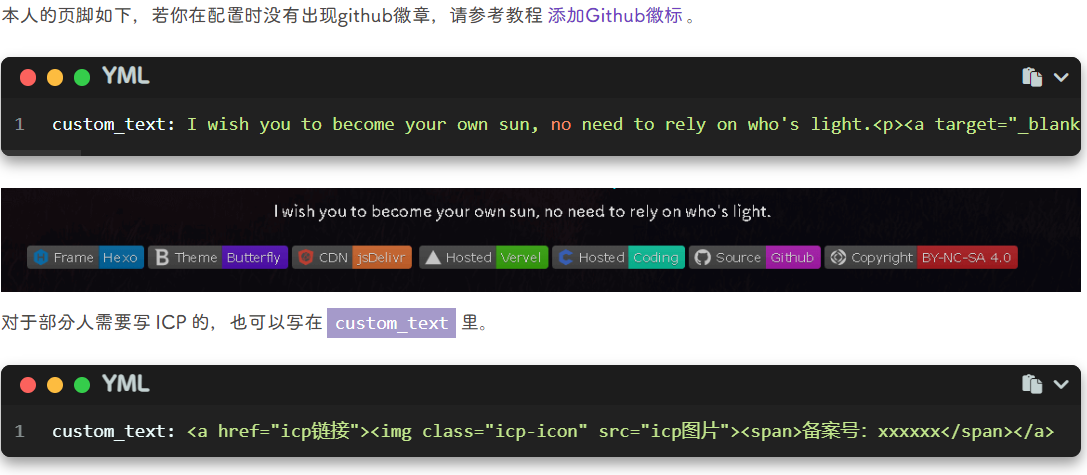 本人的页脚如下，若你在配置时没有出现github徽章，请参考教程 添加Github徽标 。
YML
1 custom_text: I wish you to become your own sun, no need to rely on who's light.<p><a target="_blank
I wish you to become your own sun, no need to rely on who's light.
Frame Hexo Theme Butterfly CDN jsDelivr Hosted Vervel Hosted Coding Source Github Copyright BY-NC-SA 4.0
对于部分人需要写 ICP 的，也可以写在 custom_text 里。
YML
1 custom_text: <a href="icp链接"><img class="icp-icon" src="icp图片"><span>备案号：xxxxxx</span></a>